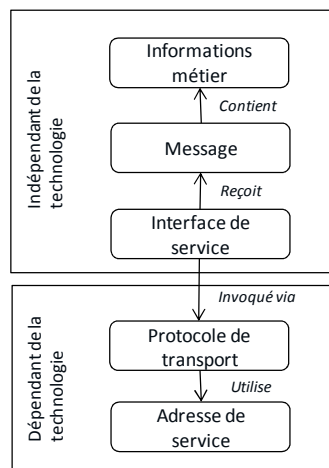 Indépendant de la
technologie
Informations
métier
Contient
Message
Reçoit
Interface de
service
Invoqué via
Dépendant de la
technologie
Protocole de
transport
Utilise
Adresse de
service